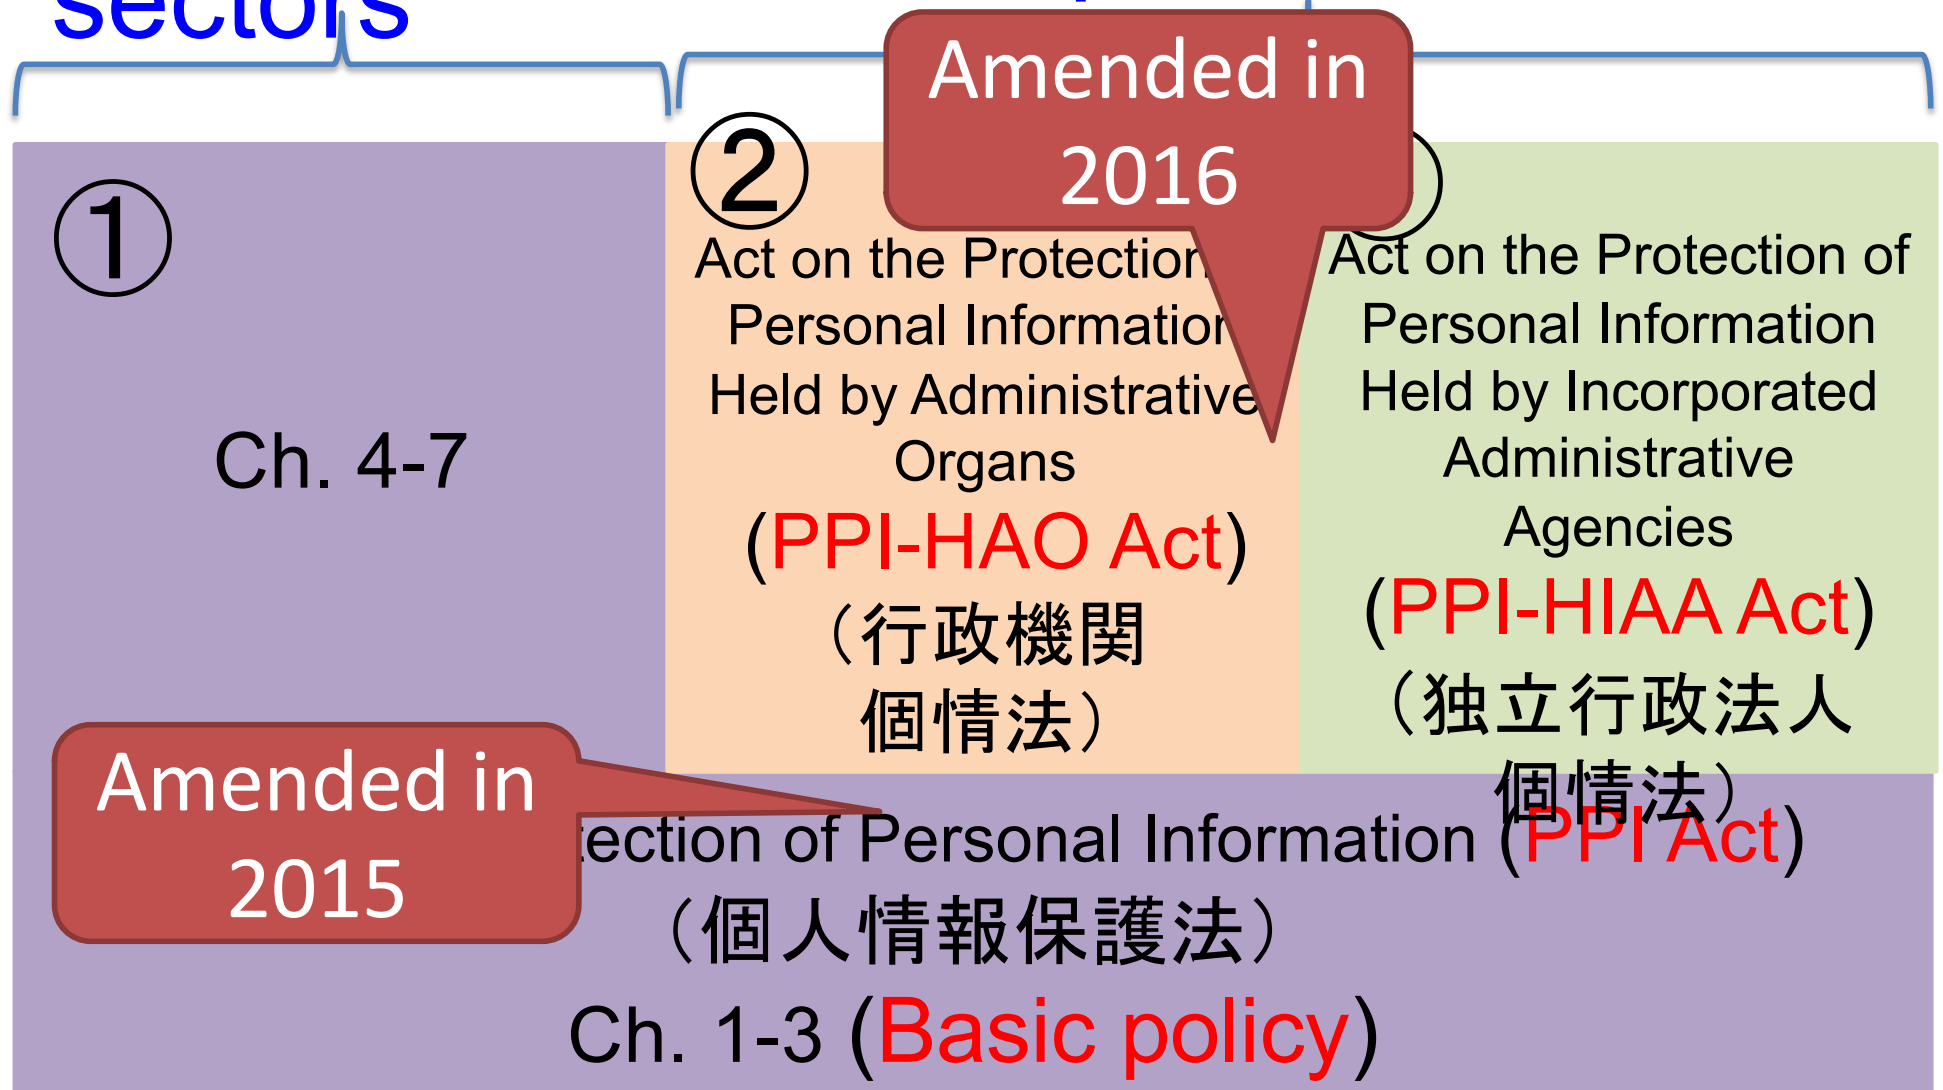 sectors
Amended in
2016
①
Ch. 4-7
②
Act on the Protection
Personal Information
Held by Administrative
Organs
(PPI-HAO Act)
（行政機関
個情法）
Act on the Protection of
Personal Information
Held by Incorporated
Administrative
Agencies
(PPI-HIAA Act)
（独立行政法人
個情法）
Amended in
2015
tection of Personal Information (PPI Act)
（個人情報保護法）
Ch. 1-3 (Basic policy)